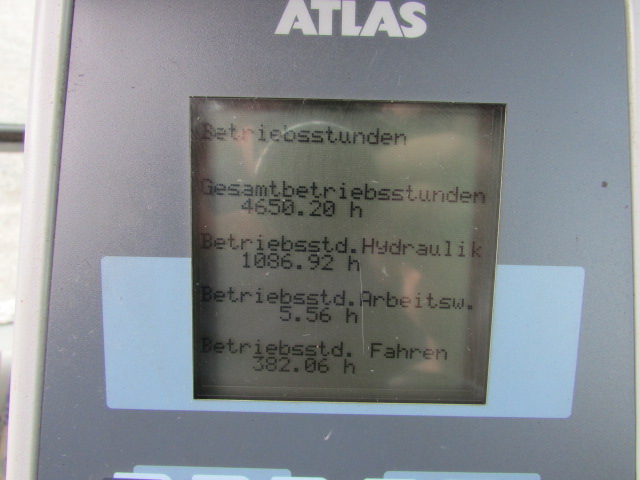 ATLAS
Betriebsstunden
Gesamtbetriebsstunden
4650.20 h
Betriebsstd.Hydraulik
1086.92 h
Betriebsstd.Arbeitsw.
5.56 h
Betriebsstd. Fahren
382.06 h